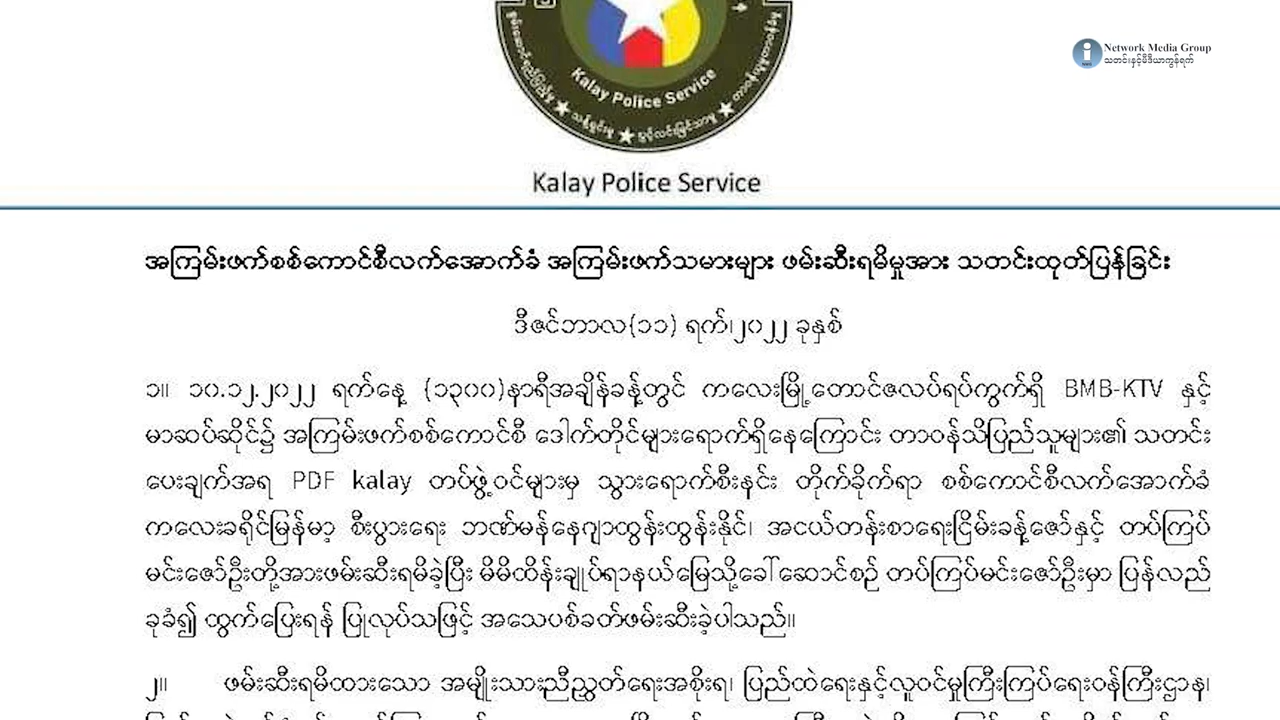 Network Media Group
သတင်းနှင့်မီဒီယာကွန်ရက်
Kalay Police Service
Kalay Police Service
အကြမ်းဖက်စစ်ကောင်စီလက်အောက်ခံ အကြမ်းဖက်သမားများ ဖမ်းဆီးရမိမှုအား သတင်းထုတ်ပြန်ခြင်း
ဒီဇင်ဘာလ(၁၁) ရက်၊၂၀၂၂ ခုနှစ်
၁။ ၁၀.၁၂.၂၀၂၂ ရက်နေ့ (၁၃၀၀)နာရီအချိန်ခန့်တွင် ကလေးမြို့တောင်ဇလပ်ရပ်ကွက်ရှိ BMB-KTV နှင့်
မာဆပ်ဆိုင်၌ အကြမ်းဖက်စစ်ကောင်စီ ဒေါက်တိုင်များရောက်ရှိနေကြောင်း တာဝန်သိပြည်သူများ၏ သတင်း
ပေးချက်အရ PDF kalay တပ်ဖွဲ့ဝင်များမှ သွားရောက်စီးနင်း တိုက်ခိုက်ရာ စစ်ကောင်စီလက်အောက်ခံ
ကလေးခရိုင်မြန်မာ့ စီးပွားရေး ဘဏ်မန်နေဂျာထွန်းထွန်းနိုင်၊ အငယ်တန်းစာရေးငြိမ်းခန့်ဇော်နှင့် တပ်ကြပ်
မင်းဇော်ဦးတို့အားဖမ်းဆီးရမိခဲ့ပြီး မိမိထိန်းချုပ်ရာနယ်မြေသို့ခေါ်ဆောင်စဉ် တပ်ကြပ်မင်းဇော်ဦးမှာ ပြန်လည်
ခုခံ၍ ထွက်ပြေးရန် ပြုလုပ်သဖြင့် အသေပစ်ခတ်ဖမ်းဆီးခဲ့ပါသည်။
၂။ ဖမ်းဆီးရမိထားသော အမျိုးသားညီညွတ်ရေးအစိုးရ၊ ပြည်ထဲရေးနှင့်လူဝင်မှုကြီးကြပ်ရေးဝန်ကြီးဌာန၊